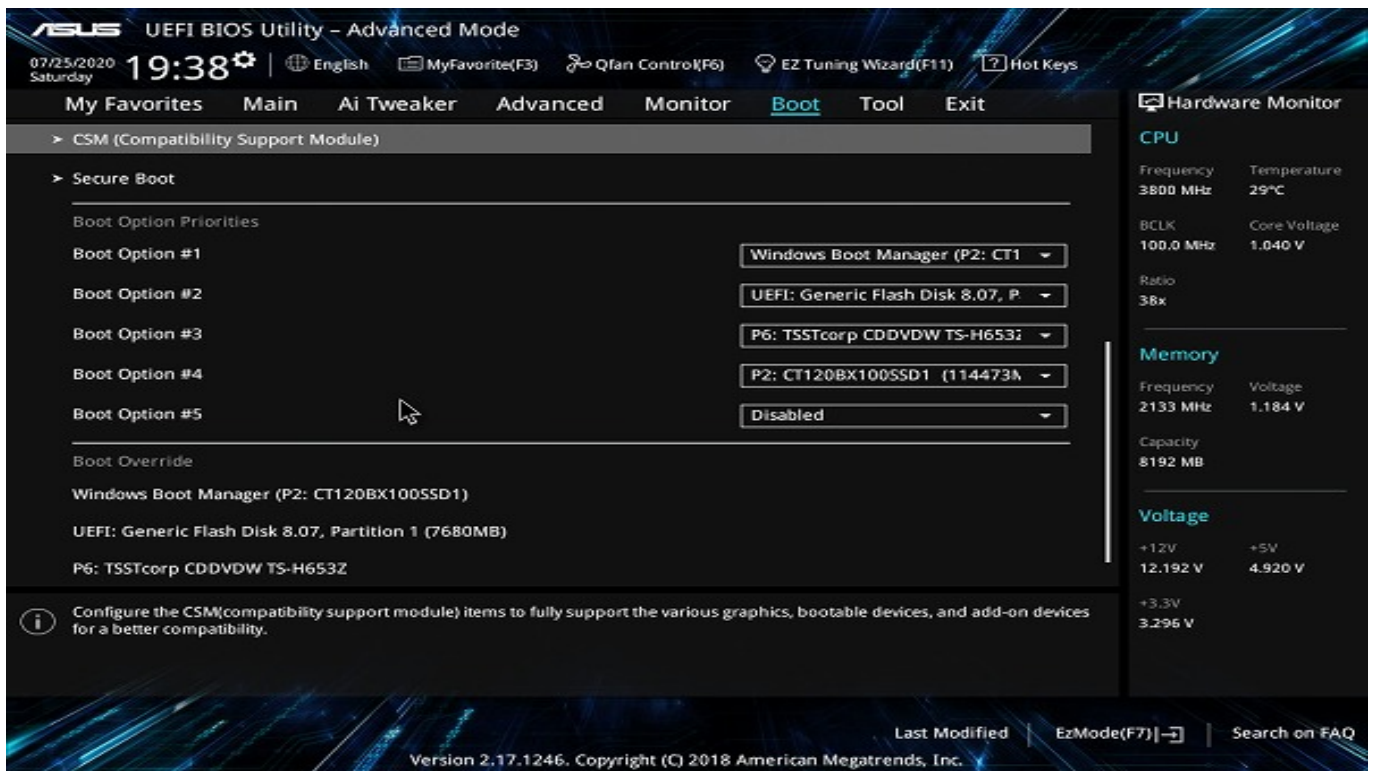 ASUS UEFI BIOS Utility – Advanced Mode
07/25/2020
Saturday
19:38
English
MyFavorite(F3)
Qfan Control(F6)
EZ Tuning Wizard(F11)
? Hot Keys
My Favorites Main Ai Tweaker Advanced Monitor Boot Tool Exit
> CSM (Compatibility Support Module)
> Secure Boot
Boot Option Priorities
Boot Option #1 Windows Boot Manager (P2: CT1
Boot Option #2 UEFI: Generic Flash Disk 8.07, P
Boot Option #3 P6: TSSTcorp CDDVDW TS-H653Z
Boot Option #4 P2: CT120BX100SSD1 (114473M
Boot Option #5 Disabled
Boot Override
Windows Boot Manager (P2: CT120BX100SSD1)
UEFI: Generic Flash Disk 8.07, Partition 1 (7680MB)
P6: TSSTcorp CDDVDW TS-H653Z
Configure the CSM(compatibility support module) items to fully support the various graphics, bootable devices, and add-on devices
for a better compatibility.
Hardware Monitor
CPU
Frequency Temperature
3800 MHz 29°C
BCLK Core Voltage
100.0 MHz 1.040 V
Ratio
38x
Memory
Frequency Voltage
2133 MHz 1.184 V
Capacity
8192 MB
Voltage
+12V +5V
12.192 V 4.920 V
+3.3V
3.296 V
Last Modified
EzMode(F7)
Search on FAQ
Version 2.17.1246. Copyright (C) 2018 American Megatrends, Inc.